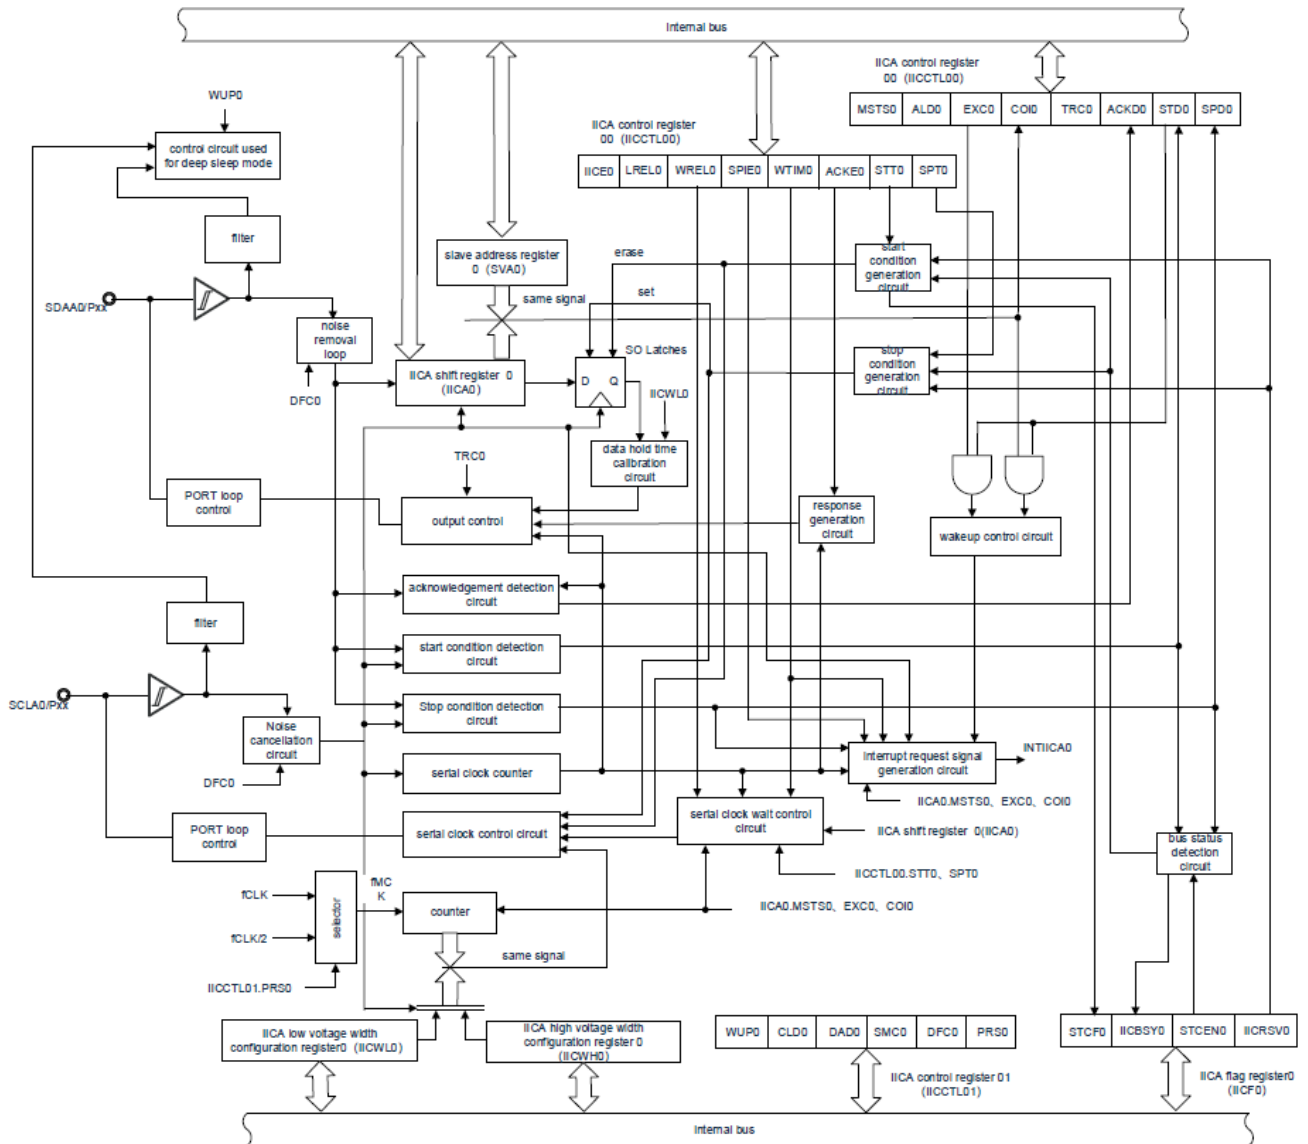 Internal bus
IICA control register
00 (IICCTL00)
MSTS0 ALD0 EXC0 COI0 TRC0 ACKD0 STD0 SPD0
WUP0
control circuit used
for deep sleep mode
IICA control register
00 (IICCTL00)
IICE0 LREL0 WREL0 SPIE0 WTIM0 ACKE0 STT0 SPT0
filter
slave address register
0 (SVA0)
erase
start
condition
generation
circuit
SDAA0/Pxx
same signal
set
noise
removal
loop
SO Latches
stop
condition
generation
circuit
IICA shift register 0
(IICA0)
D Q
DFC0
IICWL0
data hold time
calibration
circuit
TRC0
PORT loop
control
output control
response
generation
circuit
wakeup control circuit
acknowledgement detection
circuit
filter
start condition detection
circuit
SCLA0/Pxx
Stop condition detection
circuit
Noise
cancellation
circuit
Interrupt request signal
generation circuit
INTIICA0
DFC0
serial clock counter
IICA0.MSTS0、EXC0、COI0
PORT loop
control
serial clock control circuit
serial clock wait control
circuit
IICA shift register 0(IICA0)
bus status
detection
circuit
IICCTL00.STT0、SPT0
fCLK
fMC
K
selector
counter
IICA0.MSTS0、EXC0、COI0
fCLK/2
same signal
IICCTL01.PRS0
IICA low voltage width
configuration register0 (IICWL0)
IICA high voltage width
configuration register 0
(IICWH0)
WUP0 CLD0 DAD0 SMC0 DFC0 PRS0
STCF0 IICBSY0 STCEN0 IICRSV0
IICA control register 01
(IICCTL01)
IICA flag register0
(IICF0)
Internal bus